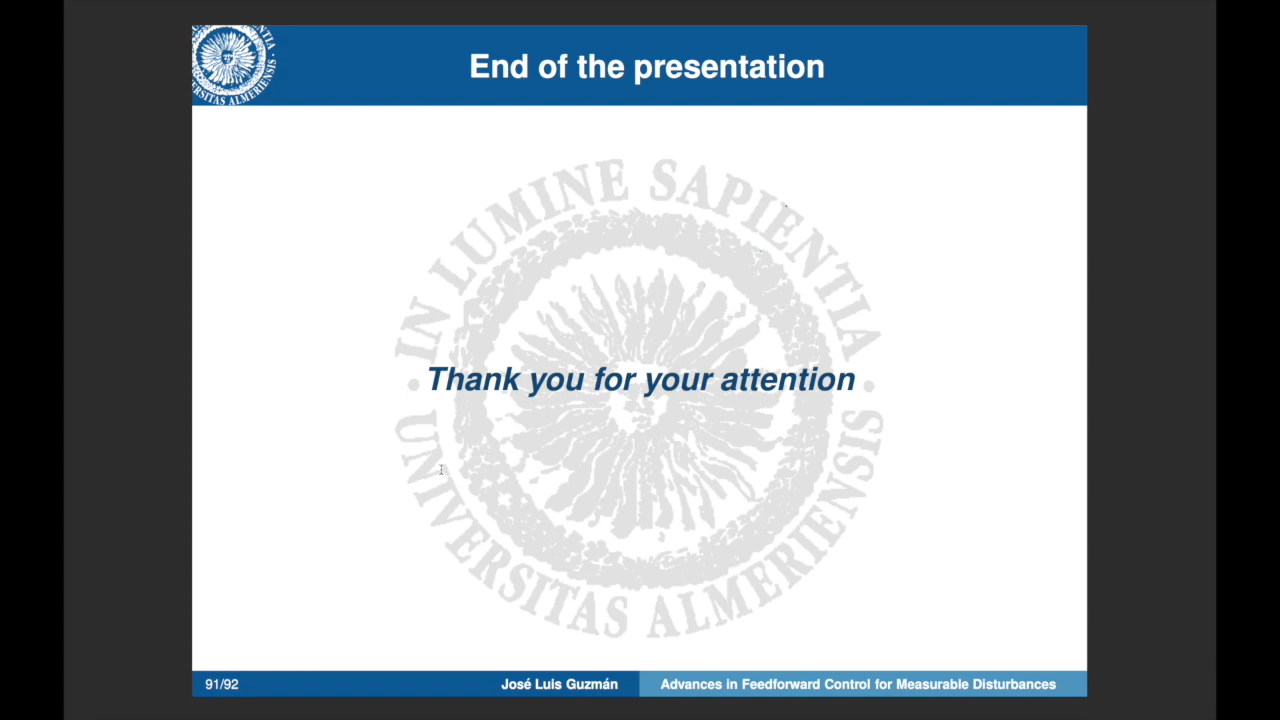 End of the presentation
IN LUMINE SAPIENTIA
Thank you for your attention
UNIVERSITAS ALMERIENSIS
91/92
José Luis Guzmán
Advances in Feedforward Control for Measurable Disturbances